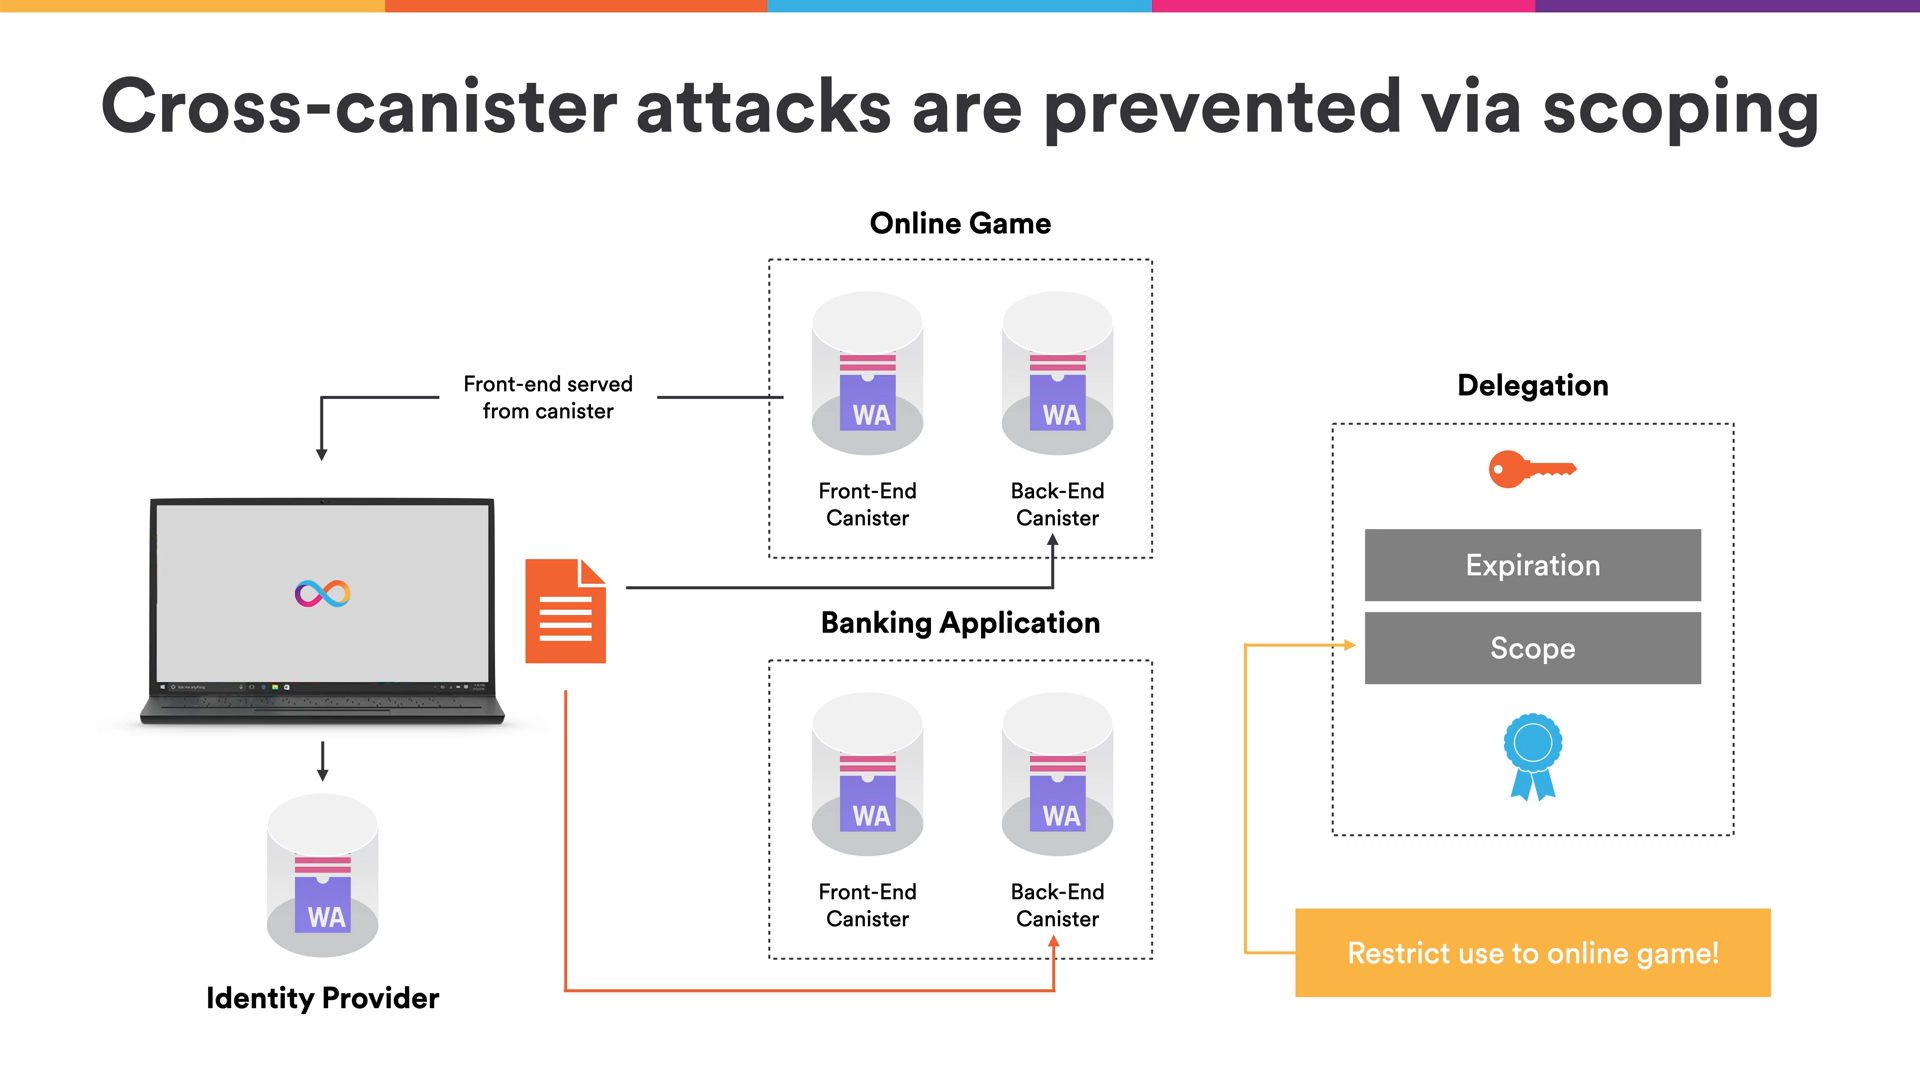 Cross-canister attacks are prevented via scoping
Online Game
Front-end served
from canister
WA
WA
Front-End
Canister
Back-End
Canister
Delegation
Expiration
Scope
Banking Application
WA
WA
Front-End
Canister
Back-End
Canister
WA
Identity Provider
Restrict use to online game!